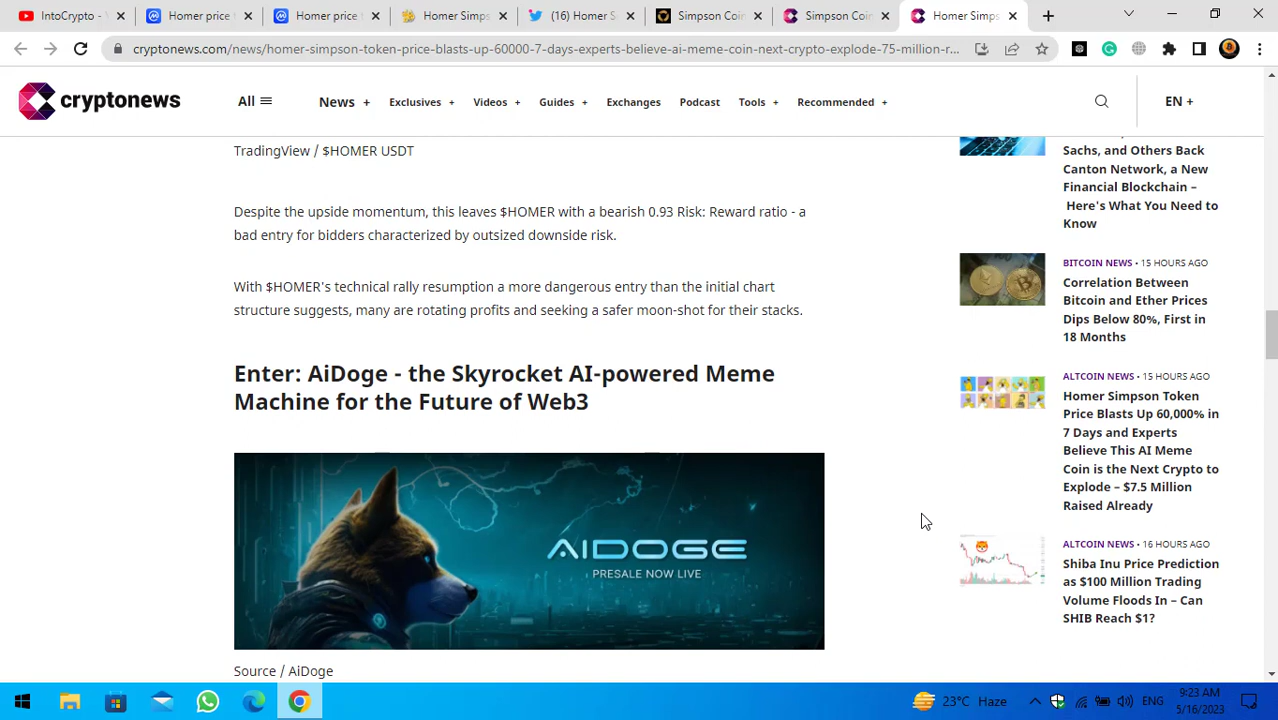 IntoCrypto - Y
Homer price
Homer price
Homer Simps
(16) Homer S
Simpson Coin
Simpson Coin
Homer Simps
cryptonews.com/news/homer-simpson-token-price-blasts-up-60000-7-days-experts-believe-ai-meme-coin-next-crypto-explode-75-million-r...
cryptonews
All
News +
Exclusives +
Videos +
Guides +
Exchanges
Podcast
Tools +
Recommended +
EN +
TradingView / $HOMER USDT
Despite the upside momentum, this leaves $HOMER with a bearish 0.93 Risk: Reward ratio - a
bad entry for bidders characterized by outsized downside risk.
With $HOMER's technical rally resumption a more dangerous entry than the initial chart
structure suggests, many are rotating profits and seeking a safer moon-shot for their stacks.
Enter: AiDoge - the Skyrocket AI-powered Meme
Machine for the Future of Web3
AIDOGE
PRESALE NOW LIVE
Source / AiDoge
Sachs, and Others Back
Canton Network, a New
Financial Blockchain –
Here's What You Need to
Know
BITCOIN NEWS • 15 HOURS AGO
Correlation Between
Bitcoin and Ether Prices
Dips Below 80%, First in
18 Months
ALTCOIN NEWS • 15 HOURS AGO
Homer Simpson Token
Price Blasts Up 60,000% in
7 Days and Experts
Believe This AI Meme
Coin is the Next Crypto to
Explode – $7.5 Million
Raised Already
ALTCOIN NEWS • 16 HOURS AGO
Shiba Inu Price Prediction
as $100 Million Trading
Volume Floods In – Can
SHIB Reach $1?
23°C Haze
ENG
9:23 AM
5/16/2023